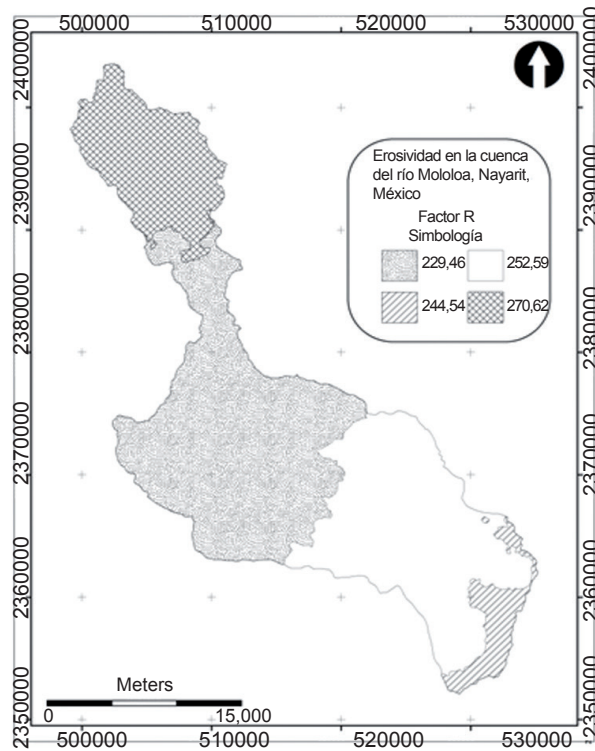 500000 510000 520000 530000
2400000
2390000
2380000
2370000
2360000
2350000
Erosividad en la cuenca
del río Mololoa, Nayarit,
México
Factor R
Simbología
229,46 252,59
244,54 270,62
2400000
2390000
2380000
2370000
2360000
2350000
Meters
0 15,000
500000 510000 520000 530000